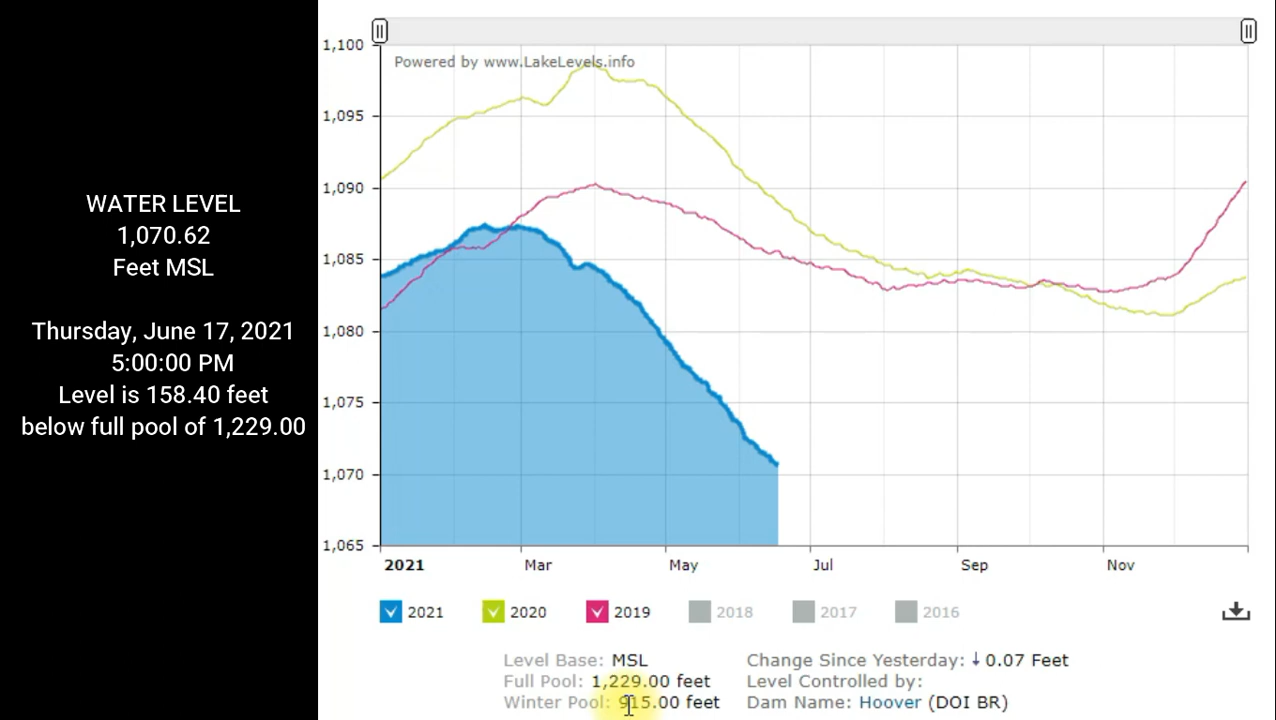 WATER LEVEL
1,070.62
Feet MSL
Thursday, June 17, 2021
5:00:00 PM
Level is 158.40 feet
below full pool of 1,229.00
Powered by www.LakeLevels.info
1,100
1,095
1,090
1,085
1,080
1,075
1,070
1,065
2021 Mar May Jul Sep Nov
2021 2020 2019 2018 2017 2016
Level Base: MSL
Full Pool: 1,229.00 feet
Winter Pool: 915.00 feet
Change Since Yesterday: ↓0.07 Feet
Level Controlled by:
Dam Name: Hoover (DOI BR)